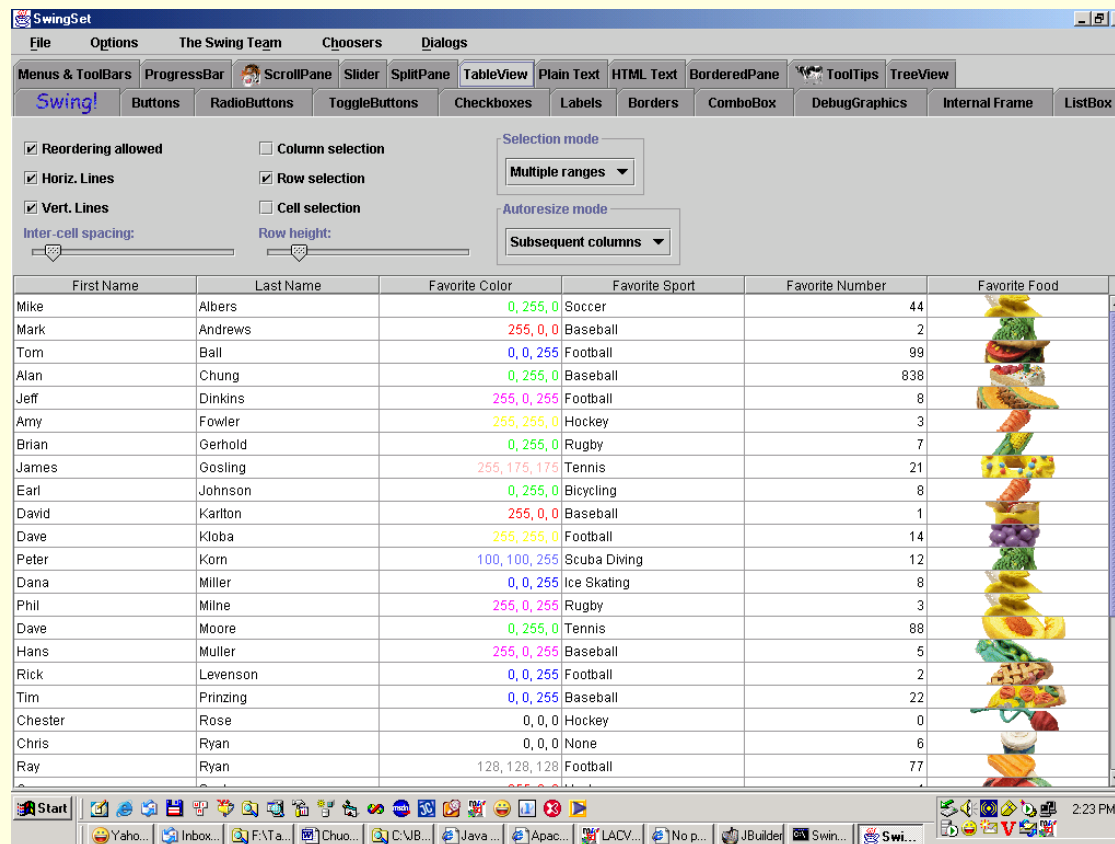 SwingSet
File Options The Swing Team Choosers Dialogs
Menus & ToolBars ProgressBar ScrollPane Slider SplitPane TableView Plain Text HTML Text BorderedPane ToolTips TreeView
Swing! Buttons RadioButtons ToggleButtons Checkboxes Labels Borders ComboBox DebugGraphics Internal Frame ListBox
Reordering allowed Column selection Selection mode
Horiz. Lines Row selection Multiple ranges
Vert. Lines Cell selection Autoresize mode
Inter-cell spacing: Row height: Subsequent columns
First Name Last Name Favorite Color Favorite Sport Favorite Number Favorite Food
Mike Albers 0, 255, 0 Soccer 44
Mark Andrews 255, 0, 0 Baseball 2
Tom Ball 0, 0, 255 Football 99
Alan Chung 0, 255, 0 Baseball 838
Jeff Dinkins 255, 0, 255 Football 8
Amy Fowler 255, 255, 0 Hockey 3
Brian Gerhold 0, 255, 0 Rugby 7
James Gosling 255, 175, 175 Tennis 21
Earl Johnson 0, 255, 0 Bicycling 8
David Karlton 255, 0, 0 Baseball 1
Dave Kloba 255, 255, 0 Football 14
Peter Korn 100, 100, 255 Scuba Diving 12
Dana Miller 0, 0, 255 Ice Skating 8
Phil Milne 255, 0, 255 Rugby 3
Dave Moore 0, 255, 0 Tennis 88
Hans Muller 255, 0, 255 Baseball 5
Rick Levenson 0, 0, 255 Football 2
Tim Prinzing 0, 0, 255 Baseball 22
Chester Rose 0, 0, 0 Hockey 0
Chris Ryan 0, 0, 0 None 6
Ray Ryan 128, 128, 128 Football 77
Start 2:23 PM
Yaho... Inbox... F:\Ta... Chuo... C:\JB... Java ... Apac... LACV... No p... JBuilder Swin... Swi...